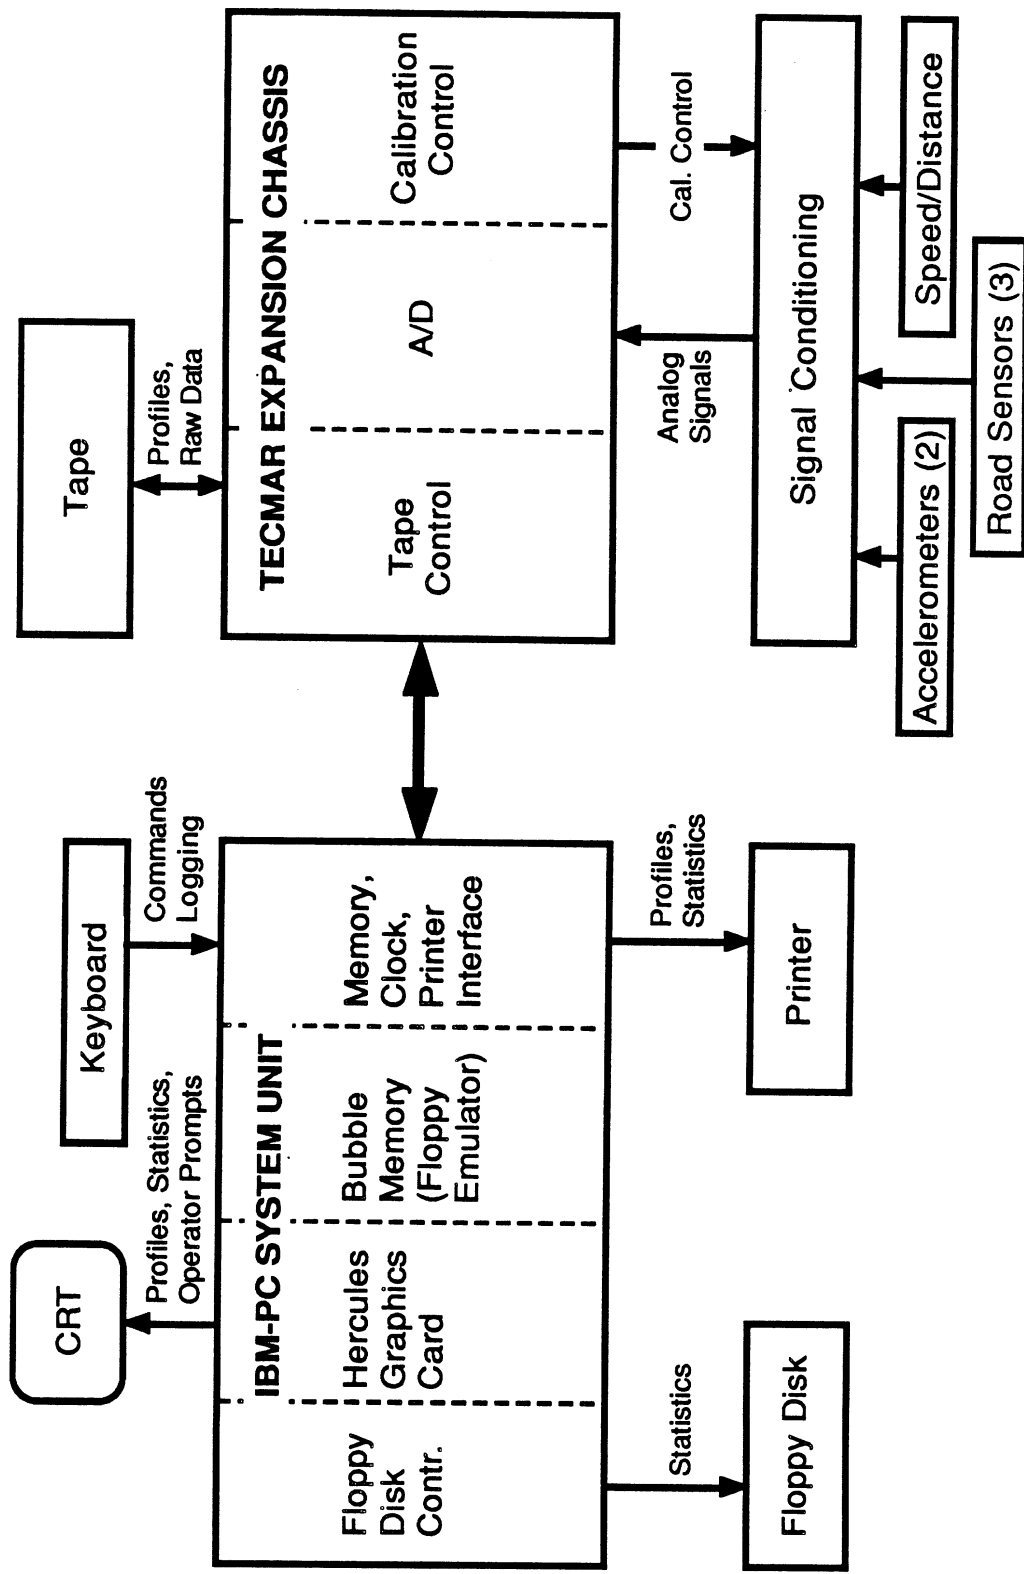 CRT
Keyboard
Tape
Profiles, Statistics,
Operator Prompts
Commands
Logging
Profiles,
Raw Data
IBM-PC SYSTEM UNIT
Floppy
Disk
Contr.
Hercules
Graphics
Card
Bubble
Memory
(Floppy
Emulator)
Memory,
Clock,
Printer
Interface
TECMAR EXPANSION CHASSIS
Tape
Control
A/D
Calibration
Control
Statistics
Profiles,
Statistics
Analog
Signals
Cal. Control
Floppy Disk
Printer
Signal Conditioning
Accelerometers (2)
Speed/Distance
Road Sensors (3)